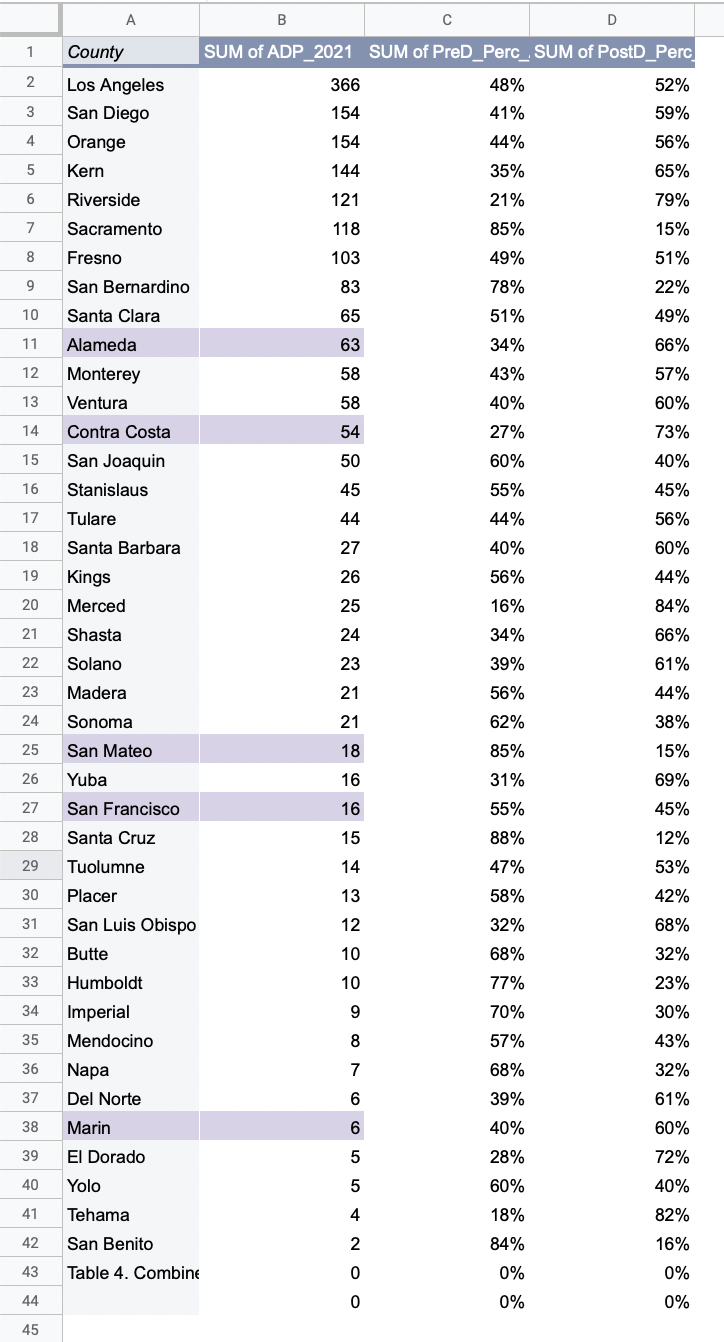 A B C D
1 County SUM of ADP_2021 SUM of PreD_Perc_ SUM of PostD_Perc_
2 Los Angeles 366 48% 52%
3 San Diego 154 41% 59%
4 Orange 154 44% 56%
5 Kern 144 35% 65%
6 Riverside 121 21% 79%
7 Sacramento 118 85% 15%
8 Fresno 103 49% 51%
9 San Bernardino 83 78% 22%
10 Santa Clara 65 51% 49%
11 Alameda 63 34% 66%
12 Monterey 58 43% 57%
13 Ventura 58 40% 60%
14 Contra Costa 54 27% 73%
15 San Joaquin 50 60% 40%
16 Stanislaus 45 55% 45%
17 Tulare 44 44% 56%
18 Santa Barbara 27 40% 60%
19 Kings 26 56% 44%
20 Merced 25 16% 84%
21 Shasta 24 34% 66%
22 Solano 23 39% 61%
23 Madera 21 56% 44%
24 Sonoma 21 62% 38%
25 San Mateo 18 85% 15%
26 Yuba 16 31% 69%
27 San Francisco 16 55% 45%
28 Santa Cruz 15 88% 12%
29 Tuolumne 14 47% 53%
30 Placer 13 58% 42%
31 San Luis Obispo 12 32% 68%
32 Butte 10 68% 32%
33 Humboldt 10 77% 23%
34 Imperial 9 70% 30%
35 Mendocino 8 57% 43%
36 Napa 7 68% 32%
37 Del Norte 6 39% 61%
38 Marin 6 40% 60%
39 El Dorado 5 28% 72%
40 Yolo 5 60% 40%
41 Tehama 4 18% 82%
42 San Benito 2 84% 16%
43 Table 4. Combine 0 0% 0%
44 0 0% 0%
45